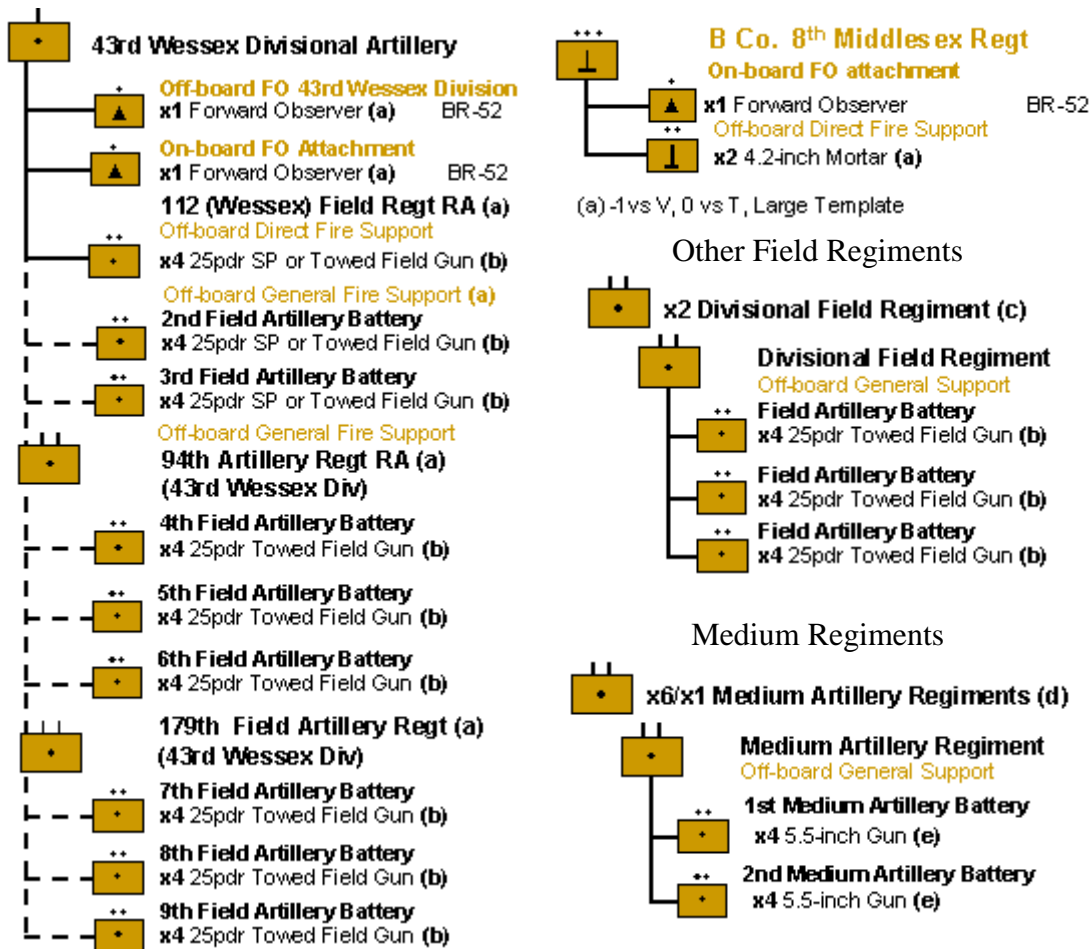 43rd Wessex Divisional Artillery
Off-board FO 43rd Wessex Division
x1 Forward Observer (a) BR-52
On-board FO Attachment
x1 Forward Observer (a) BR-52
112 (Wessex) Field Regt RA (a)
Off-board Direct Fire Support
x4 25pdr SP or Towed Field Gun (b)
Off-board General Fire Support (a)
2nd Field Artillery Battery
x4 25pdr SP or Towed Field Gun (b)
3rd Field Artillery Battery
x4 25pdr SP or Towed Field Gun (b)
Off-board General Fire Support
94th Artillery Regt RA (a)
(43rd Wessex Div)
4th Field Artillery Battery
x4 25pdr Towed Field Gun (b)
5th Field Artillery Battery
x4 25pdr Towed Field Gun (b)
6th Field Artillery Battery
x4 25pdr Towed Field Gun (b)
179th Field Artillery Regt (a)
(43rd Wessex Div)
7th Field Artillery Battery
x4 25pdr Towed Field Gun (b)
8th Field Artillery Battery
x4 25pdr Towed Field Gun (b)
9th Field Artillery Battery
x4 25pdr Towed Field Gun (b)
B Co. 8th Middlesex Regt
On-board FO attachment
x1 Forward Observer BR-52
Off-board Direct Fire Support
x2 4.2-inch Mortar (a)
(a) -1 vs V, 0 vs T, Large Template
Other Field Regiments
x2 Divisional Field Regiment (c)
Divisional Field Regiment
Off-board General Support
Field Artillery Battery
x4 25pdr Towed Field Gun (b)
Field Artillery Battery
x4 25pdr Towed Field Gun (b)
Field Artillery Battery
x4 25pdr Towed Field Gun (b)
Medium Regiments
x6/x1 Medium Artillery Regiments (d)
Medium Artillery Regiment
Off-board General Support
1st Medium Artillery Battery
x4 5.5-inch Gun (e)
2nd Medium Artillery Battery
x4 5.5-inch Gun (e)